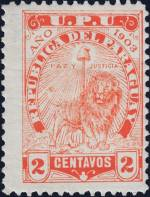 U.P.U
AÑO 1903
REPUBLICA DEL PARAGUAY
PAZ Y JUSTICIA
2 CENTAVOS 2